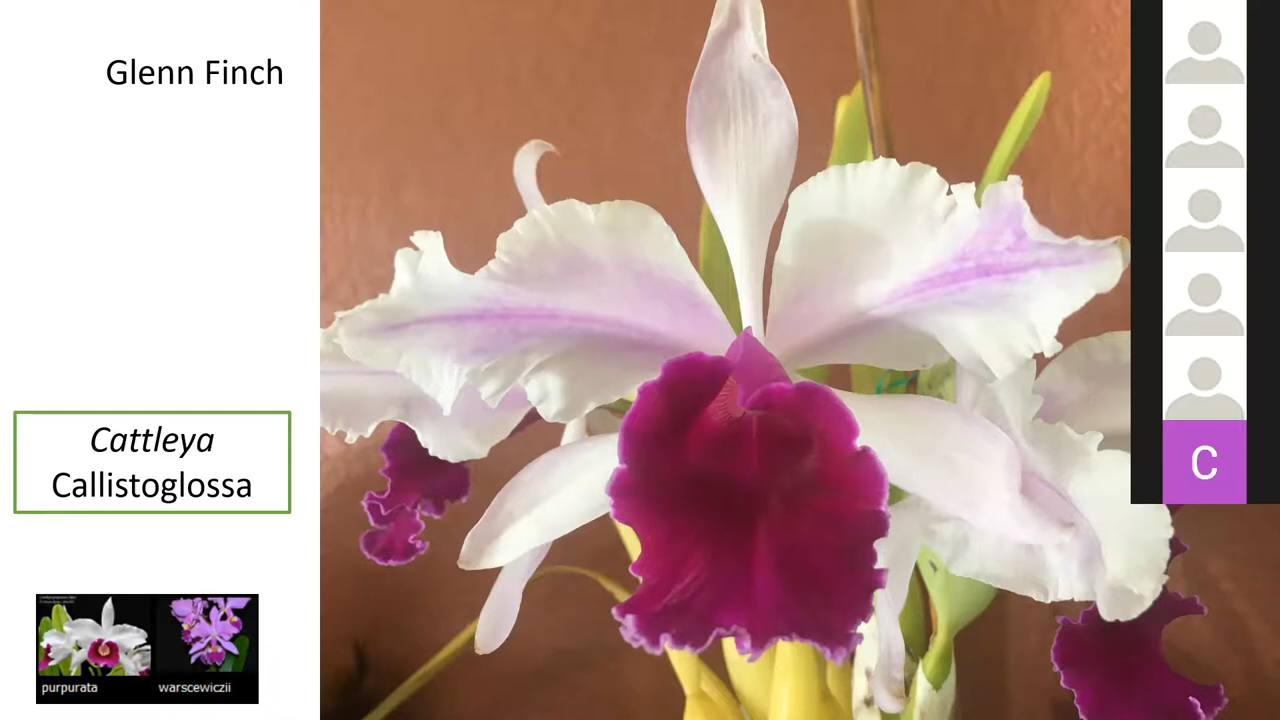 Glenn Finch
Cattleya
Callistoglossa
purpurata
warscewiczii
C